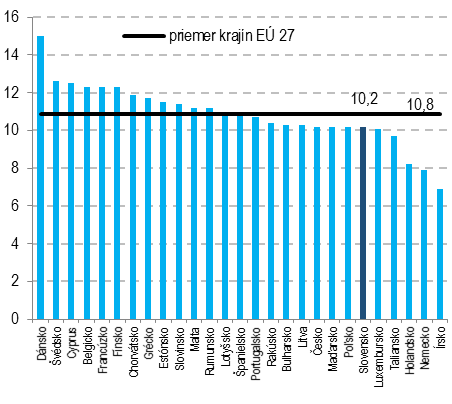 16
14
12
10
8
6
4
2
0
priemer krajín EÚ 27
10,2
10,8
Dánsko
Švédsko
Cyprus
Belgicko
Francúzko
Fínsko
Chorvátsko
Grécko
Estónsko
Slovinsko
Malta
Rumunsko
Lotyšsko
Španielsko
Portugalsko
Rakúsko
Bulharsko
Litva
Česko
Maďarsko
Poľsko
Slovensko
Luxembursko
Taliansko
Holandsko
Nemecko
Írsko